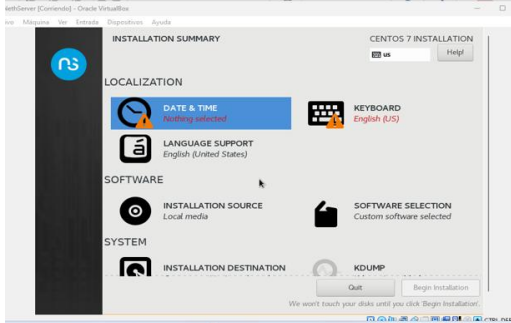 NethServer [Corriendo] - Oracle VirtualBox
Máquina Ver Entrada Dispositivos Ayuda
INSTALLATION SUMMARY
CENTOS 7 INSTALLATION
us
Help!
LOCALIZATION
DATE & TIME
Nothing selected
KEYBOARD
English (US)
LANGUAGE SUPPORT
English (United States)
SOFTWARE
INSTALLATION SOURCE
Local media
SOFTWARE SELECTION
Custom software selected
SYSTEM
INSTALLATION DESTINATION
KDUMP
Quit
Begin Installation
We won't touch your disks until you click 'Begin Installation'.